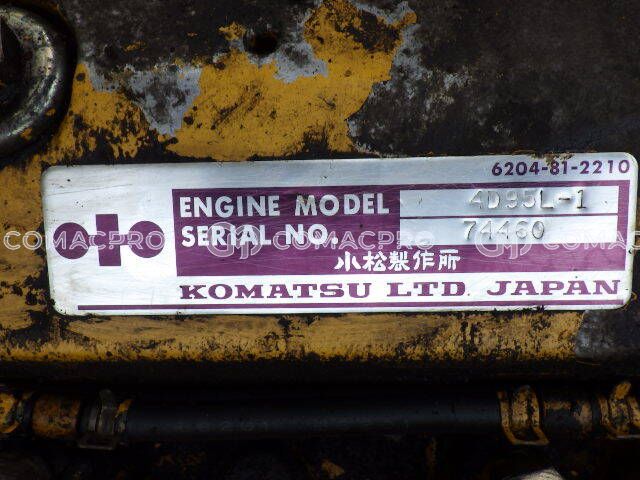 6204-81-2210
ENGINE MODEL 4D95L-1
SERIAL NO. 74460
小松製作所
KOMATSU LTD. JAPAN
COMACPRO COMACPRO COMACPRO COMACPRO